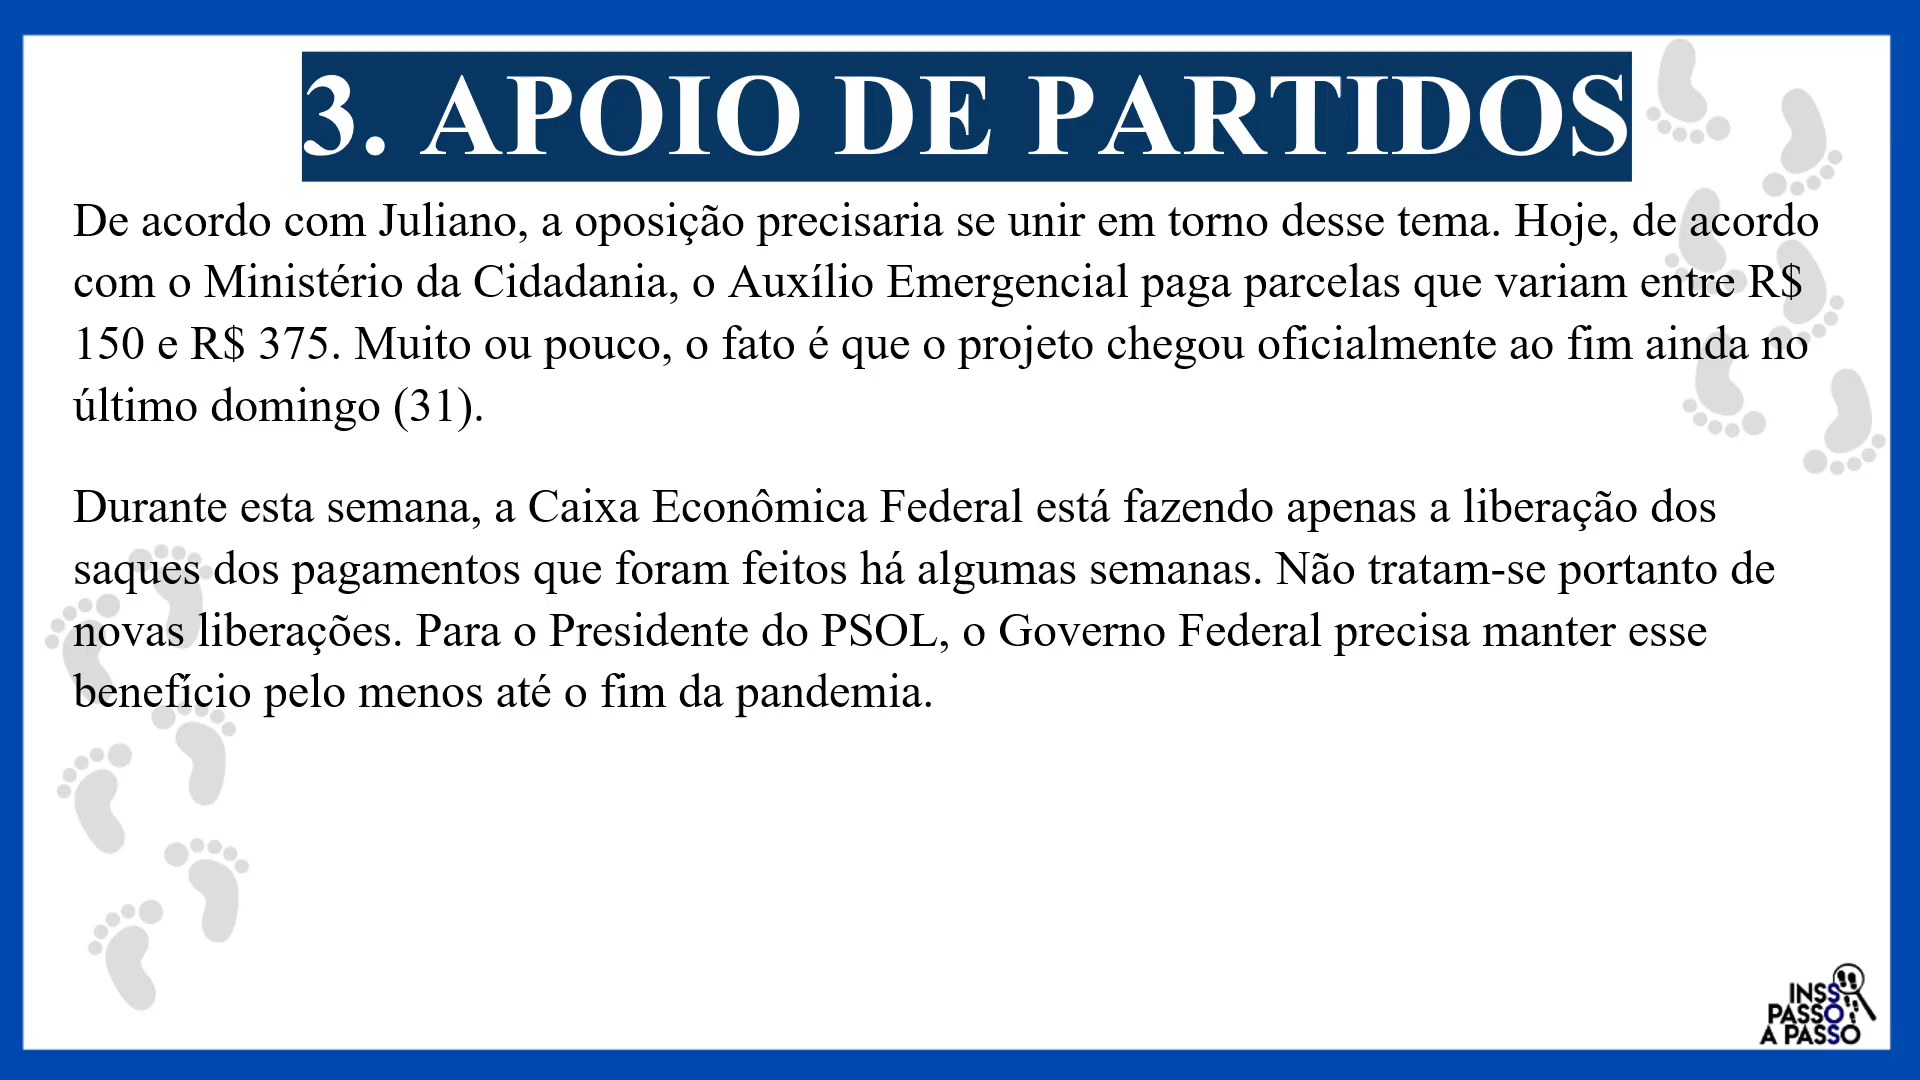 3. APOIO DE PARTIDOS
De acordo com Juliano, a oposição precisaria se unir em torno desse tema. Hoje, de acordo
com o Ministério da Cidadania, o Auxílio Emergencial paga parcelas que variam entre R$
150 e R$ 375. Muito ou pouco, o fato é que o projeto chegou oficialmente ao fim ainda no
último domingo (31).
Durante esta semana, a Caixa Econômica Federal está fazendo apenas a liberação dos
saques dos pagamentos que foram feitos há algumas semanas. Não tratam-se portanto de
novas liberações. Para o Presidente do PSOL, o Governo Federal precisa manter esse
benefício pelo menos até o fim da pandemia.
INSS
PASSO
A PASSO